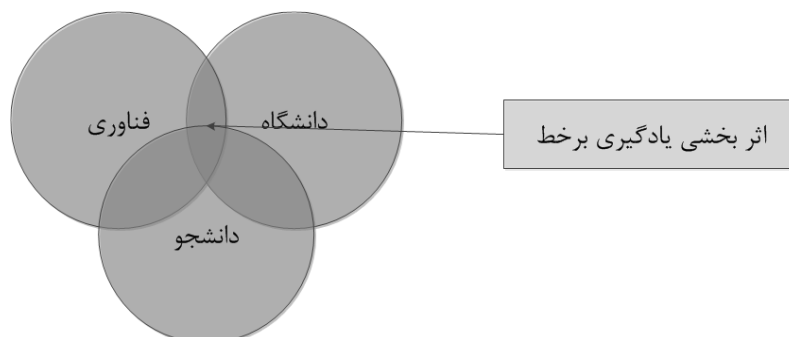 دانشگاه
فناوری
اثر بخشی یادگیری برخط
دانشجو